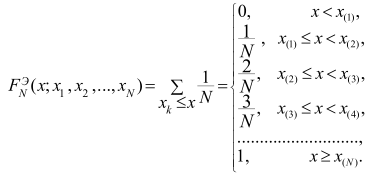 F_N^Э(x; x_1, x_2, ..., x_N) = ∑_{x_k ≤ x} 1/N = {
0, x < x_(1),
1/N , x_(1) ≤ x < x_(2),
2/N, x_(2) ≤ x < x_(3),
3/N, x_(3) ≤ x < x_(4),
..........................,
1, x ≥ x_(N).